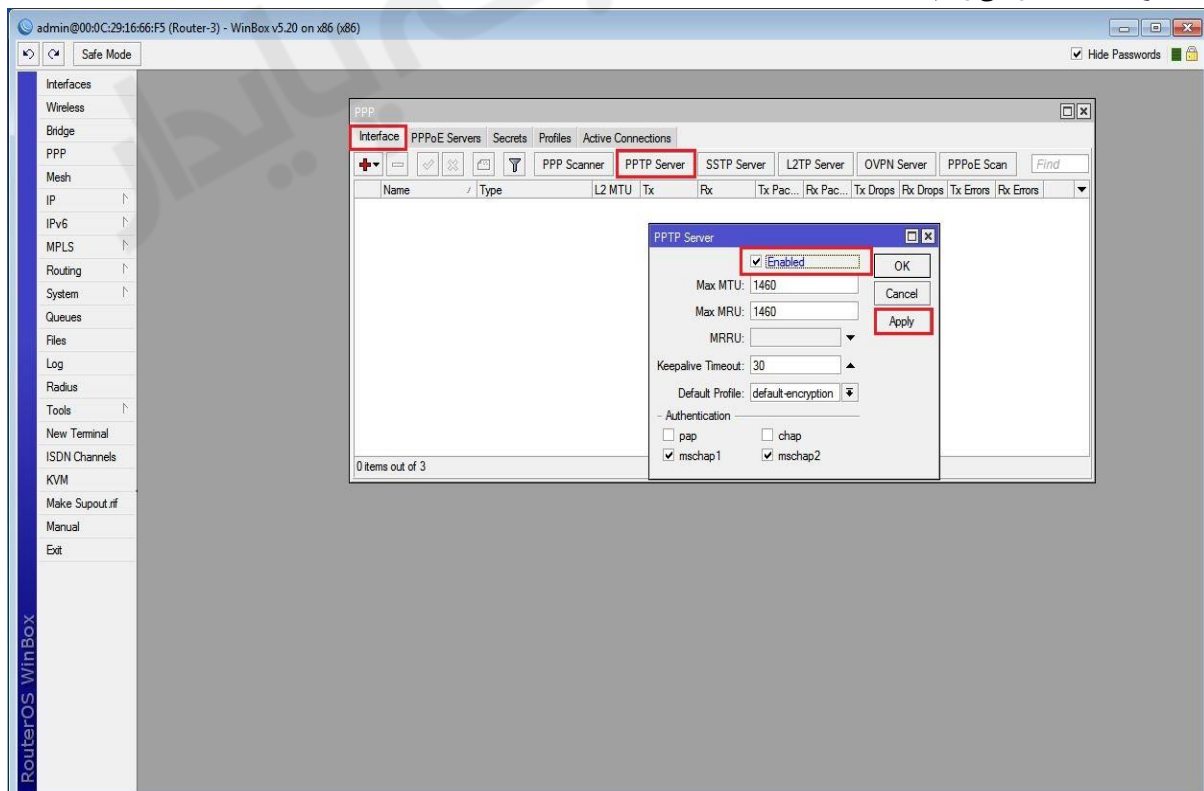 admin@00:0C:29:16:66:F5 (Router-3) - WinBox v5.20 on x86 (x86)
Safe Mode
Hide Passwords
Interfaces
Wireless
Bridge
PPP
Mesh
IP
IPv6
MPLS
Routing
System
Queues
Files
Log
Radius
Tools
New Terminal
ISDN Channels
KVM
Make Supout.rif
Manual
Exit
RouterOS WinBox
PPP
Interface PPPoE Servers Secrets Profiles Active Connections
PPP Scanner PPTP Server SSTP Server L2TP Server OVPN Server PPPoE Scan Find
Name / Type L2 MTU Tx Rx Tx Pac... Rx Pac... Tx Drops Rx Drops Tx Errors Rx Errors
0 items out of 3
PPTP Server
Enabled
OK
Max MTU: 1460
Cancel
Max MRU: 1460
Apply
MRRU:
Keepalive Timeout: 30
Default Profile: default-encryption
- Authentication
pap chap
mschap1 mschap2